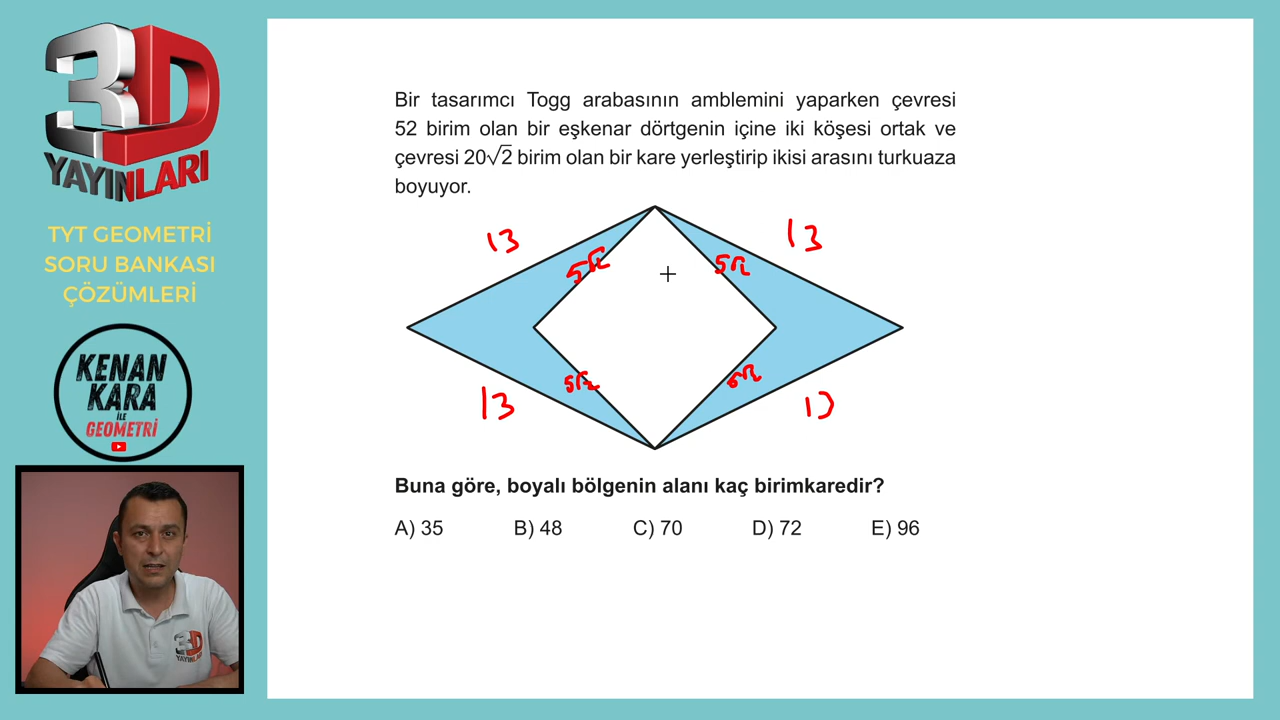 3D
YAYINLARI
TYT GEOMETRİ
SORU BANKASI
ÇÖZÜMLERİ
KENAN
KARA
İLE
GEOMETRİ
3D
YAYINLARI
Bir tasarımcı Togg arabasının amblemini yaparken çevresi
52 birim olan bir eşkenar dörtgenin içine iki köşesi ortak ve
çevresi 20√2 birim olan bir kare yerleştirip ikisi arasını turkuaza
boyuyor.
13
13
5√2
5√2
5√2
5√2
13
13
Buna göre, boyalı bölgenin alanı kaç birimkaredir?
A) 35 B) 48 C) 70 D) 72 E) 96